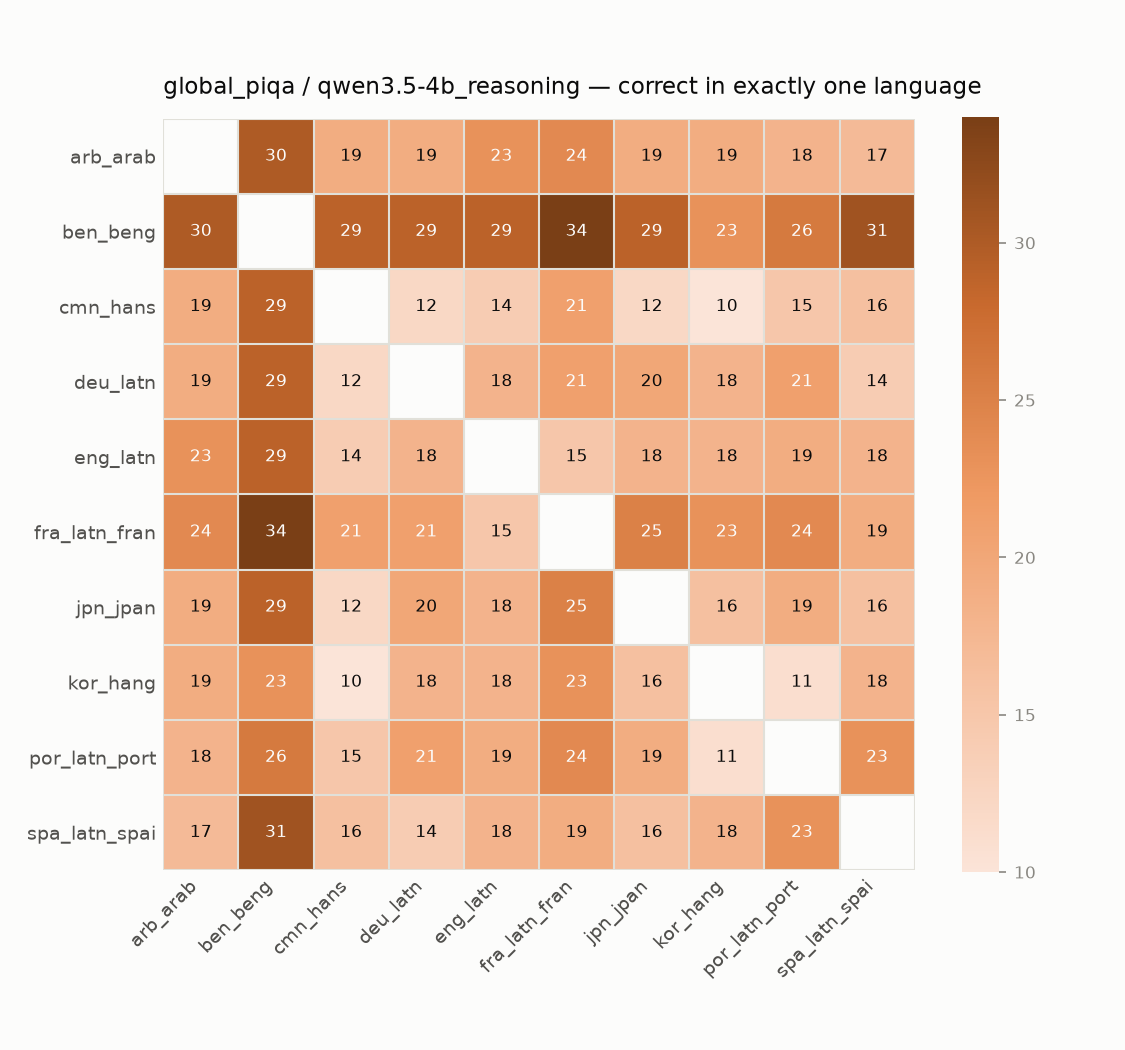 global_piqa / qwen3.5-4b_reasoning — correct in exactly one language
arb_arab 30 19 19 23 24 19 19 18 17
ben_beng 30 29 29 29 34 29 23 26 31
cmn_hans 19 29 12 14 21 12 10 15 16
deu_latn 19 29 12 18 21 20 18 21 14
eng_latn 23 29 14 18 15 18 18 19 18
fra_latn_fran 24 34 21 21 15 25 23 24 19
jpn_jpan 19 29 12 20 18 25 16 19 16
kor_hang 19 23 10 18 18 23 16 11 18
por_latn_port 18 26 15 21 19 24 19 11 23
spa_latn_spai 17 31 16 14 18 19 16 18 23
arb_arab ben_beng cmn_hans deu_latn eng_latn fra_latn_fran jpn_jpan kor_hang por_latn_port spa_latn_spai
30
25
20
15
10